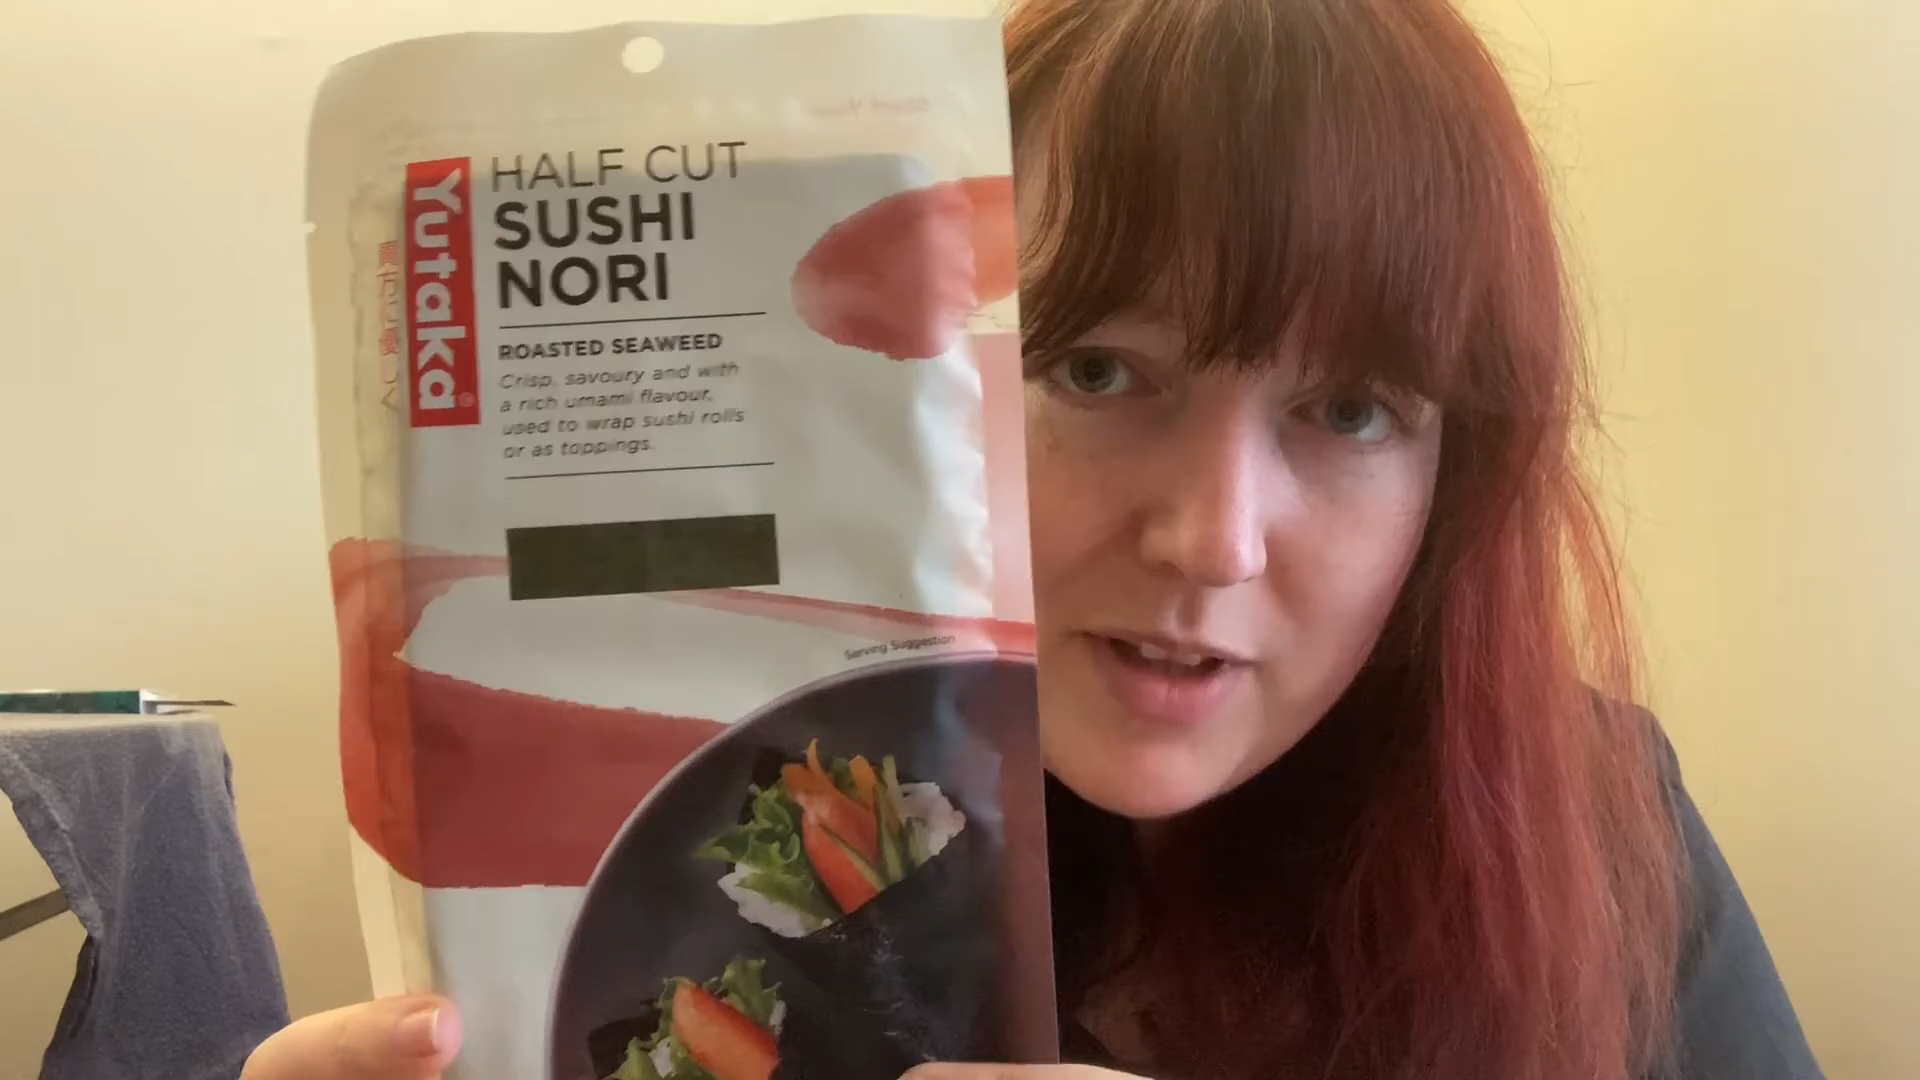 Yutaka®
HALF CUT
SUSHI
NORI
ROASTED SEAWEED
Crisp, savoury and with
a rich umami flavour,
used to wrap sushi rolls
or as toppings.
Serving Suggestion